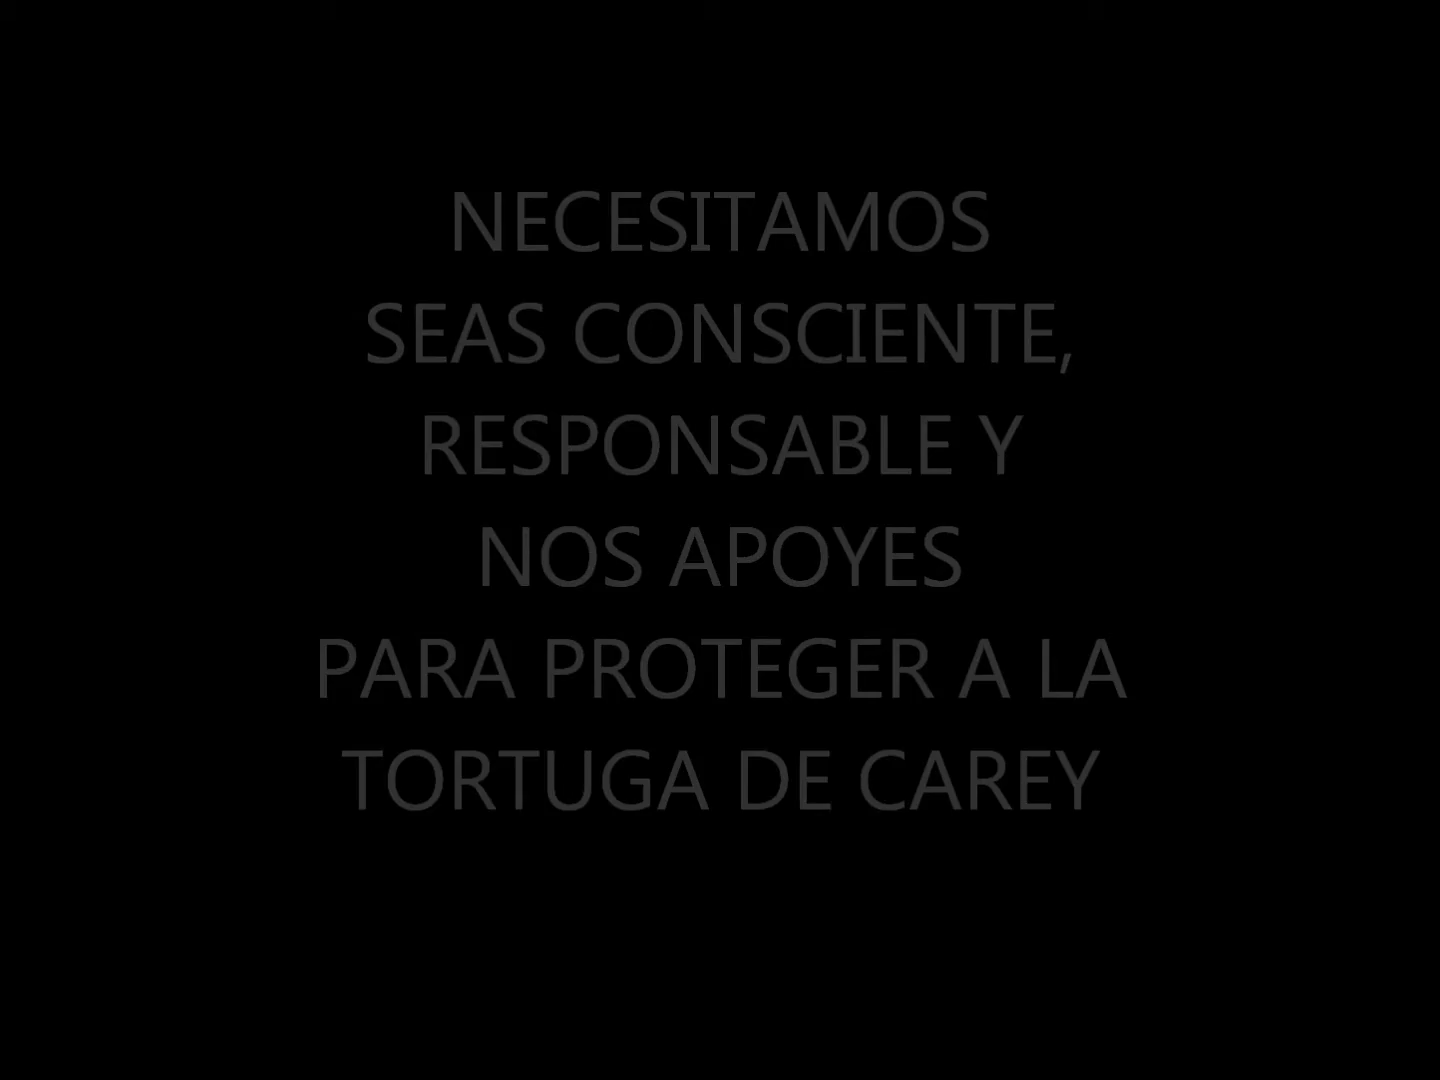 NECESITAMOS
SEAS CONSCIENTE,
RESPONSABLE Y
NOS APOYES
PARA PROTEGER A LA
TORTUGA DE CAREY